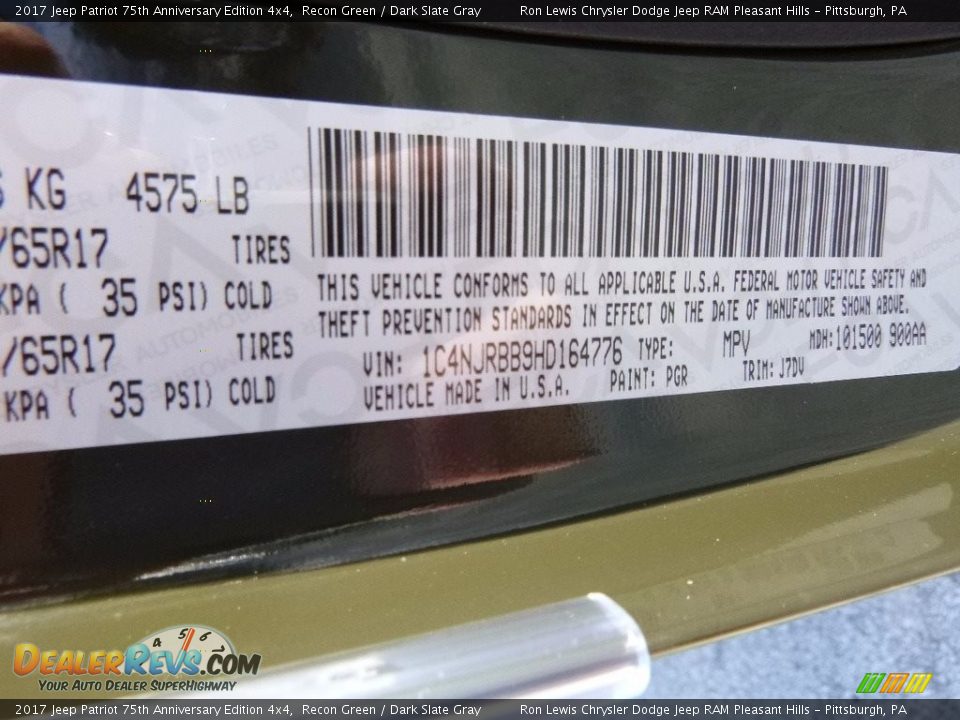 2017 Jeep Patriot 75th Anniversary Edition 4x4, Recon Green / Dark Slate Gray Ron Lewis Chrysler Dodge Jeep RAM Pleasant Hills - Pittsburgh, PA
KG 4575 LB
/65R17 TIRES
KPA ( 35 PSI) COLD
/65R17 TIRES
KPA ( 35 PSI) COLD
THIS VEHICLE CONFORMS TO ALL APPLICABLE U.S.A. FEDERAL MOTOR VEHICLE SAFETY AND
THEFT PREVENTION STANDARDS IN EFFECT ON THE DATE OF MANUFACTURE SHOWN ABOVE.
VIN: 1C4NJRBB9HD164776 TYPE: MPV MDH:101500 900AA
VEHICLE MADE IN U.S.A. PAINT: PGR TRIM: J7DV
4 5 6
DealerRevs.com
Your Auto Dealer SuperHighway
2017 Jeep Patriot 75th Anniversary Edition 4x4, Recon Green / Dark Slate Gray Ron Lewis Chrysler Dodge Jeep RAM Pleasant Hills - Pittsburgh, PA